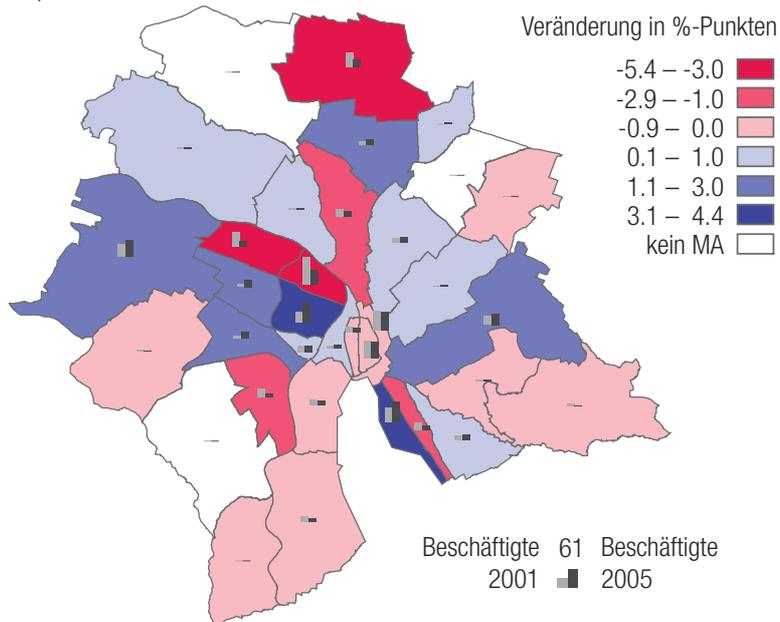 Veränderung in %-Punkten
-5.4 – -3.0
-2.9 – -1.0
-0.9 – 0.0
0.1 – 1.0
1.1 – 3.0
3.1 – 4.4
kein MA
Beschäftigte 61 Beschäftigte
2001 2005